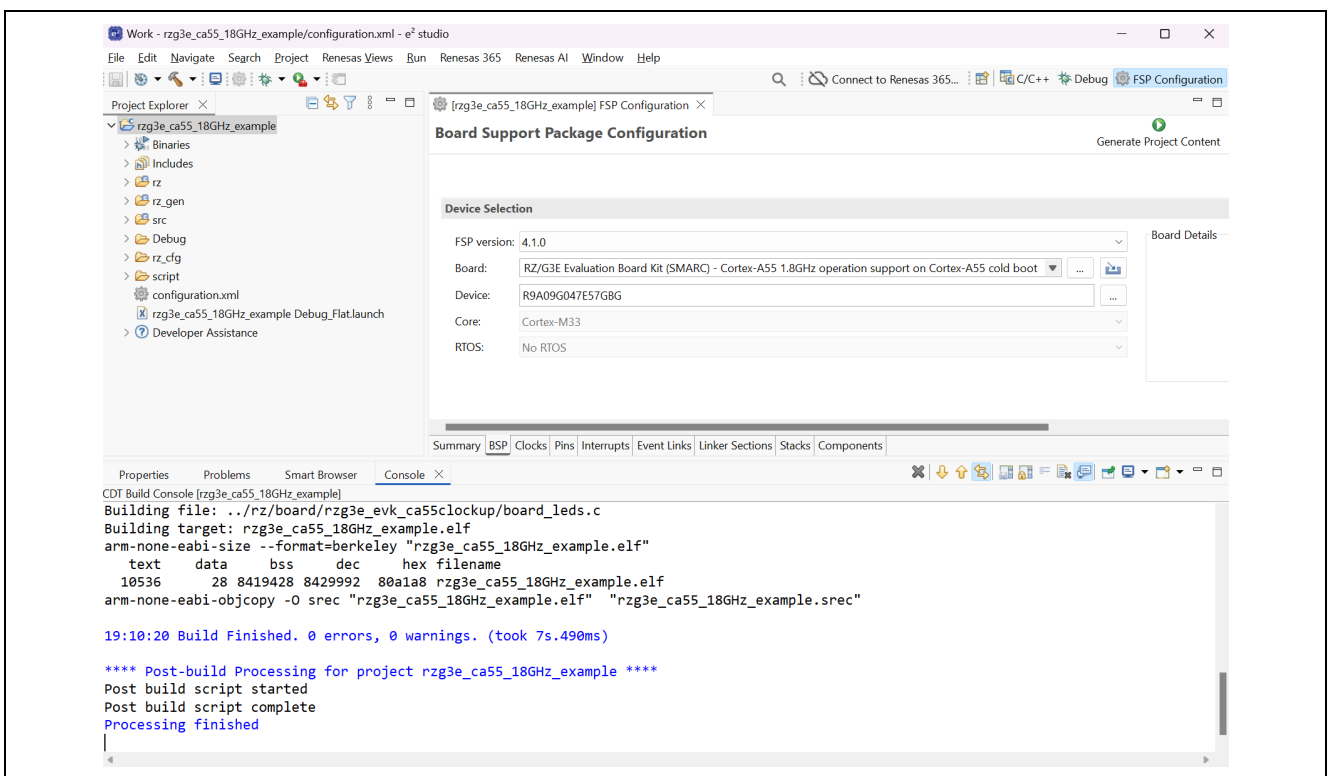 Work - rzg3e_ca55_18GHz_example/configuration.xml - e² studio
File Edit Navigate Search Project Renesas Views Run Renesas 365 Renesas AI Window Help
Connect to Renesas 365... C/C++ Debug FSP Configuration
Project Explorer
rzg3e_ca55_18GHz_example
Binaries
Includes
rz
rz_gen
src
Debug
rz_cfg
script
configuration.xml
rzg3e_ca55_18GHz_example Debug_Flat.launch
Developer Assistance
[rzg3e_ca55_18GHz_example] FSP Configuration
Board Support Package Configuration
Generate Project Content
Device Selection
FSP version: 4.1.0
Board: RZ/G3E Evaluation Board Kit (SMARC) - Cortex-A55 1.8GHz operation support on Cortex-A55 cold boot ...
Device: R9A09G047E57GBG ...
Core: Cortex-M33
RTOS: No RTOS
Board Details
Summary BSP Clocks Pins Interrupts Event Links Linker Sections Stacks Components
Properties Problems Smart Browser Console
CDT Build Console [rzg3e_ca55_18GHz_example]
Building file: ../rz/board/rzg3e_evk_ca55clockup/board_leds.c
Building target: rzg3e_ca55_18GHz_example.elf
arm-none-eabi-size --format=berkeley "rzg3e_ca55_18GHz_example.elf"
text data bss dec hex filename
10536 28 8419428 8429992 80a1a8 rzg3e_ca55_18GHz_example.elf
arm-none-eabi-objcopy -O srec "rzg3e_ca55_18GHz_example.elf" "rzg3e_ca55_18GHz_example.srec"
19:10:20 Build Finished. 0 errors, 0 warnings. (took 7s.490ms)
**** Post-build Processing for project rzg3e_ca55_18GHz_example ****
Post build script started
Post build script complete
Processing finished